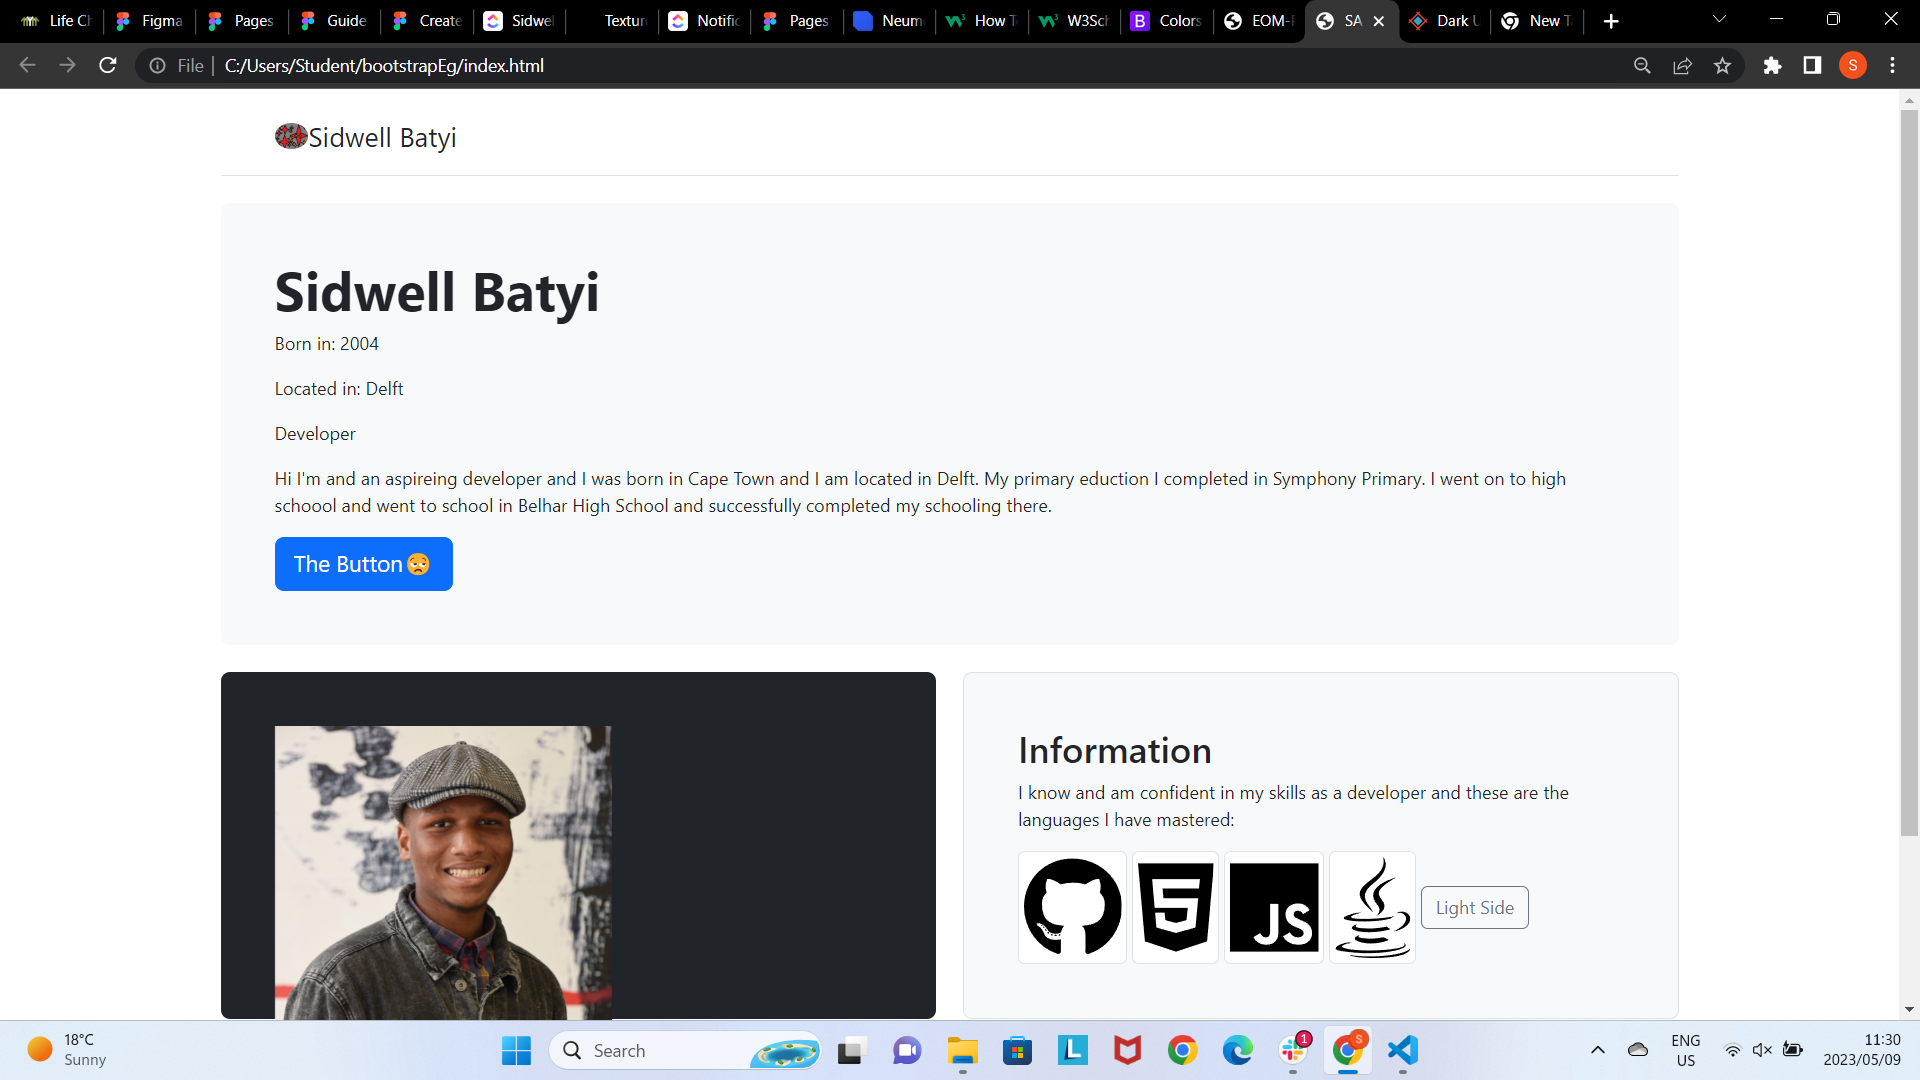 Life Ch
Figma
Pages
Guide
Create
Sidwel
Texture
Notific
Pages
Neum
How T
W3Sch
Colors
EOM-P
SA
Dark U
New Ta
File
C:/Users/Student/bootstrapEg/index.html
S
Sidwell Batyi
Sidwell Batyi
Born in: 2004
Located in: Delft
Developer
Hi I'm and an aspireing developer and I was born in Cape Town and I am located in Delft. My primary eduction I completed in Symphony Primary. I went on to high
schoool and went to school in Belhar High School and successfully completed my schooling there.
The Button😩
Information
I know and am confident in my skills as a developer and these are the
languages I have mastered:
5
JS
Light Side
18°C
Sunny
Search
L
1
S
ENG
US
11:30
2023/05/09